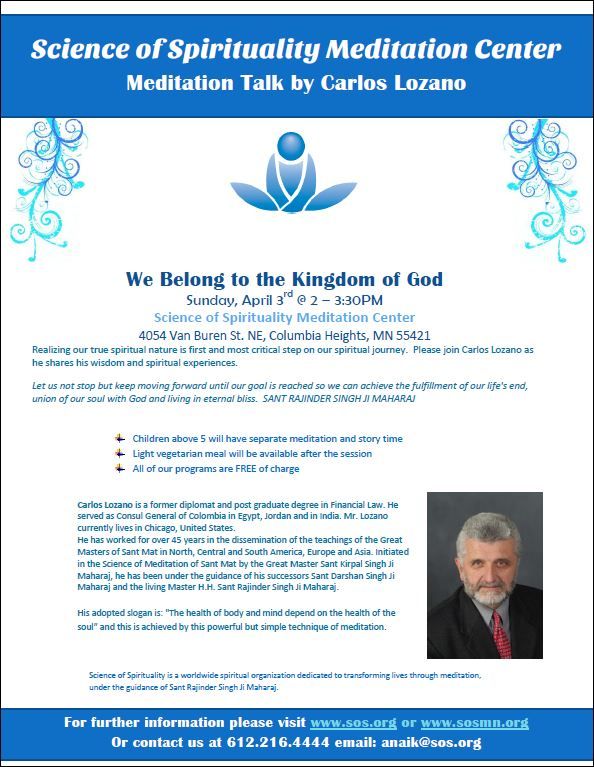 Science of Spirituality Meditation Center
Meditation Talk by Carlos Lozano
We Belong to the Kingdom of God
Sunday, April 3rd @ 2 – 3:30PM
Science of Spirituality Meditation Center
4054 Van Buren St. NE, Columbia Heights, MN 55421
Realizing our true spiritual nature is first and most critical step on our spiritual journey.  Please join Carlos Lozano as
he shares his wisdom and spiritual experiences.
Let us not stop but keep moving forward until our goal is reached so we can achieve the fulfillment of our life's end,
union of our soul with God and living in eternal bliss.  SANT RAJINDER SINGH JI MAHARAJ
Children above 5 will have separate meditation and story time
Light vegetarian meal will be available after the session
All of our programs are FREE of charge
Carlos Lozano is a former diplomat and post graduate degree in Financial Law. He
served as Consul General of Colombia in Egypt, Jordan and in India. Mr. Lozano
currently lives in Chicago, United States.
He has worked for over 45 years in the dissemination of the teachings of the Great
Masters of Sant Mat in North, Central and South America, Europe and Asia. Initiated
in the Science of Meditation of Sant Mat by the Great Master Sant Kirpal Singh Ji
Maharaj, he has been under the guidance of his successors Sant Darshan Singh Ji
Maharaj and the living Master H.H. Sant Rajinder Singh Ji Maharaj.
His adopted slogan is: "The health of body and mind depend on the health of the
soul" and this is achieved by this powerful but simple technique of meditation.
Science of Spirituality is a worldwide spiritual organization dedicated to transforming lives through meditation,
under the guidance of Sant Rajinder Singh Ji Maharaj.
For further information please visit www.sos.org or www.sosmn.org
Or contact us at 612.216.4444 email: anaik@sos.org